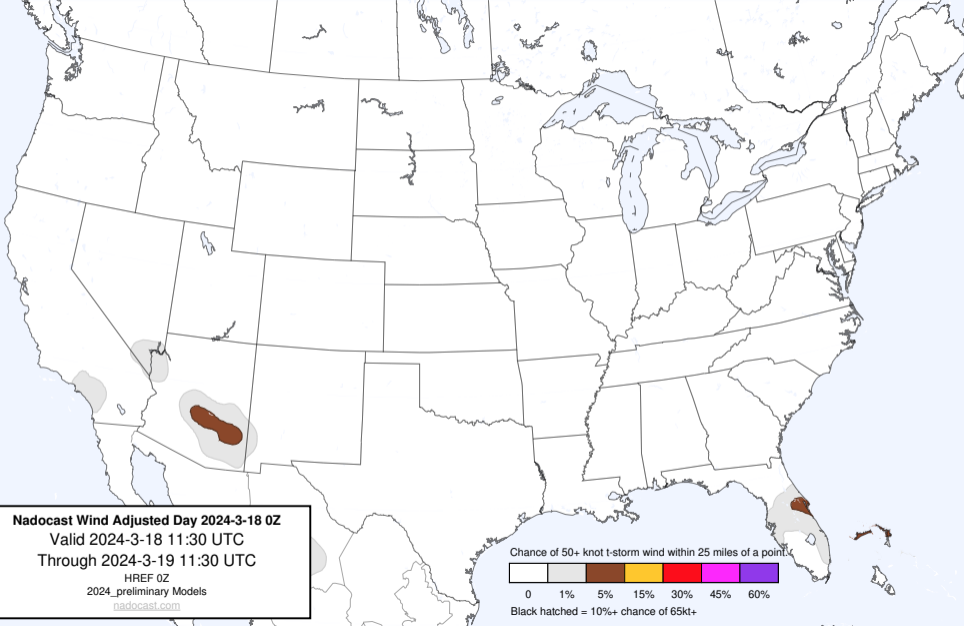 Nadocast Wind Adjusted Day 2024-3-18 0Z
Valid 2024-3-18 11:30 UTC
Through 2024-3-19 11:30 UTC
HREF 0Z
2024_preliminary Models
nadocast.com
Chance of 50+ knot t-storm wind within 25 miles of a point.
0 1% 5% 15% 30% 45% 60%
Black hatched = 10%+ chance of 65kt+